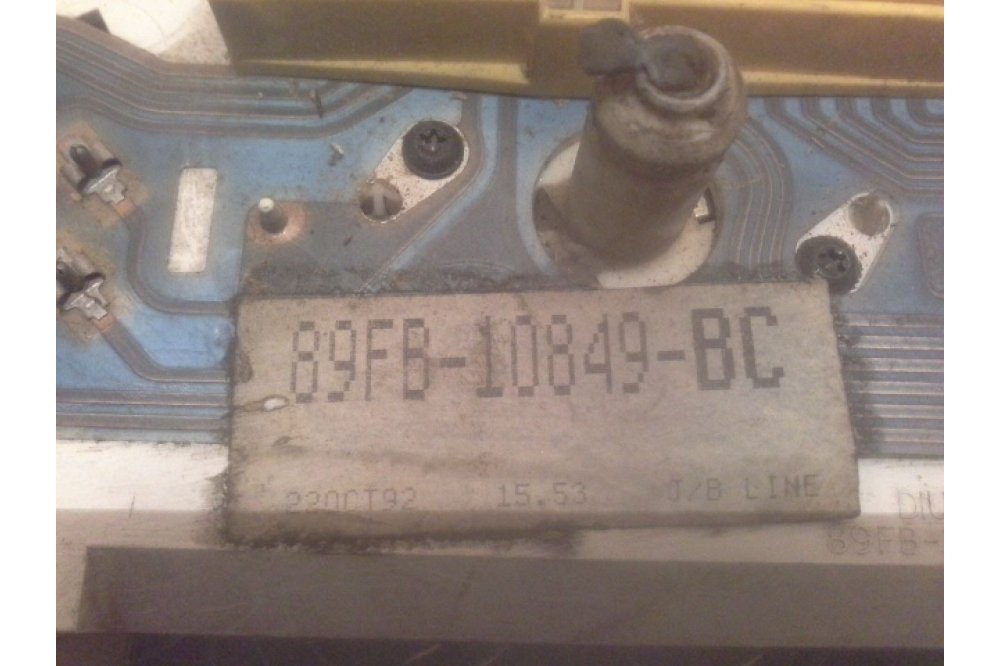 89FB-10849-BC
22OCT92 15.53 J/B LINE
89FB-